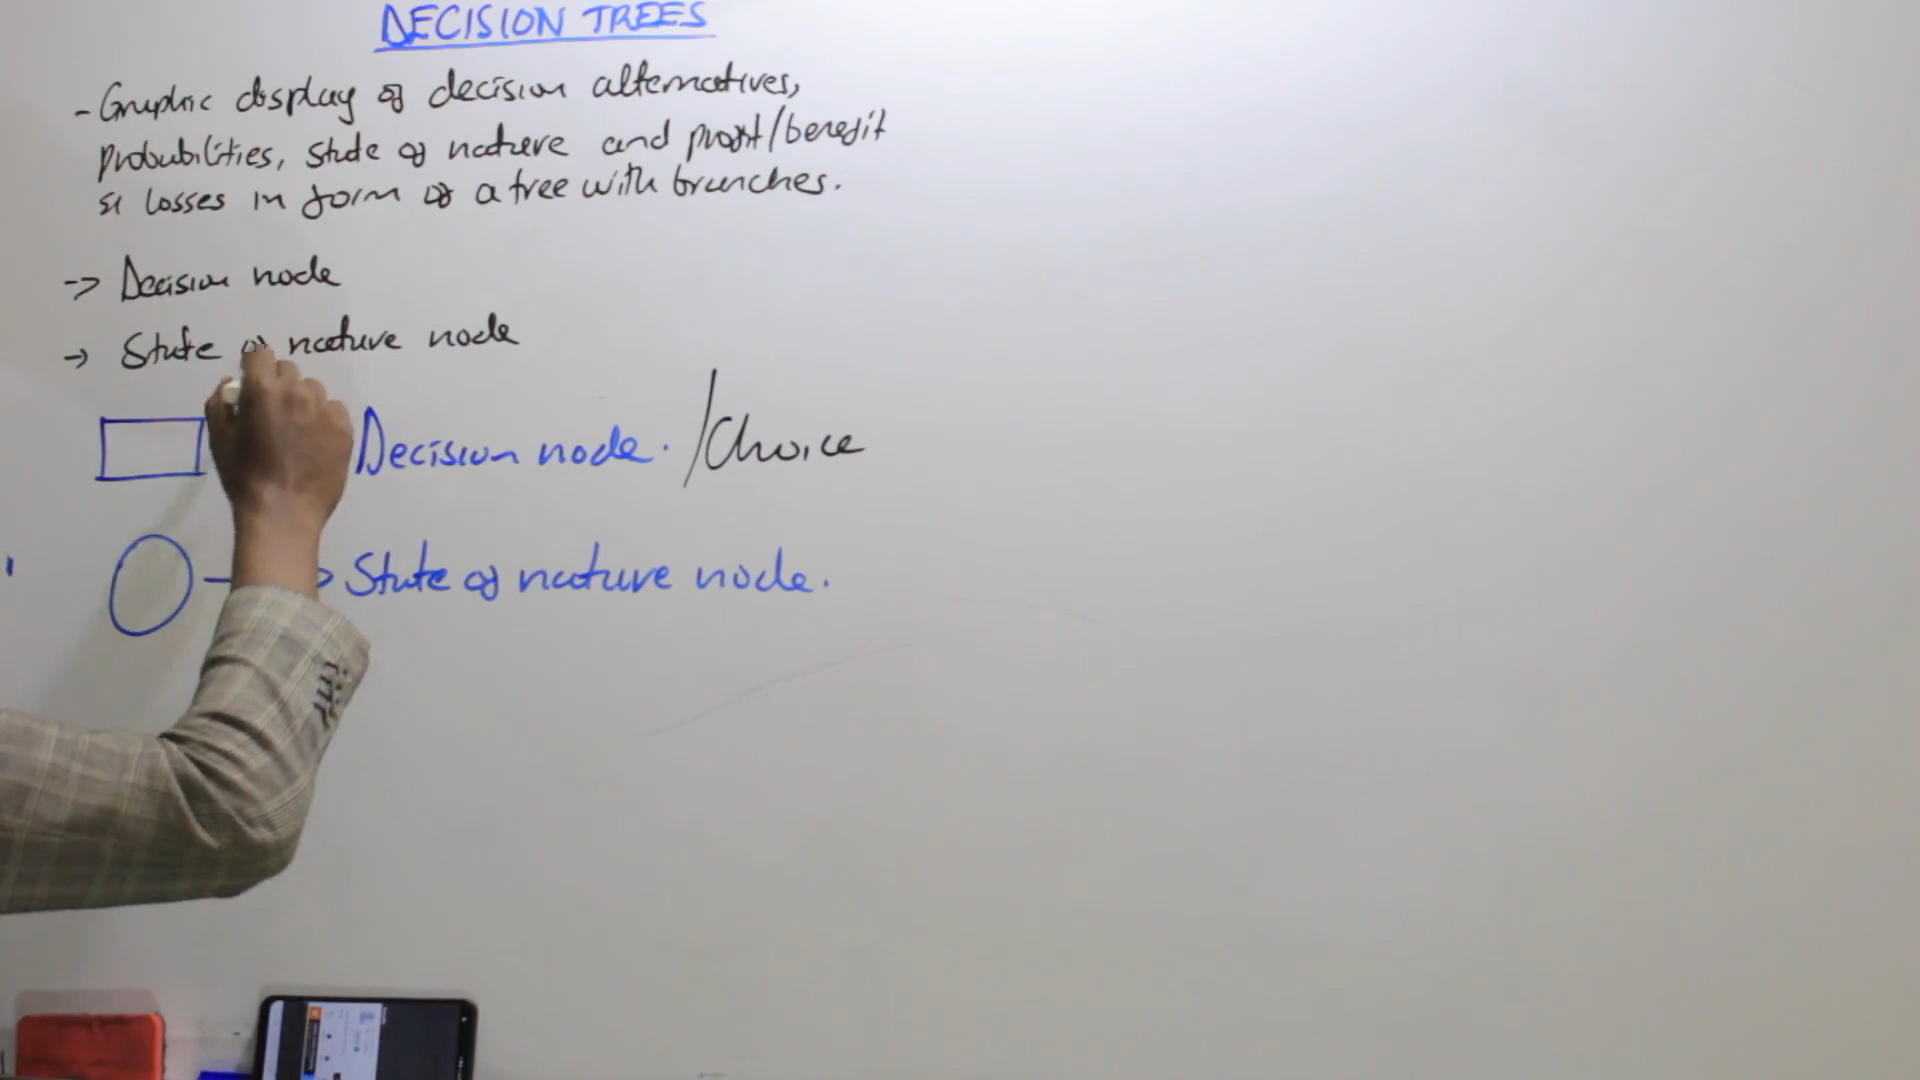 DECISION TREES
- Graphic display of decision alternatives,
probabilities, state of nature and profit/benefit
& losses in form of a tree with branches.
-> Decision node
-> State of nature node
Decision node. /Choice
-> State of nature node.